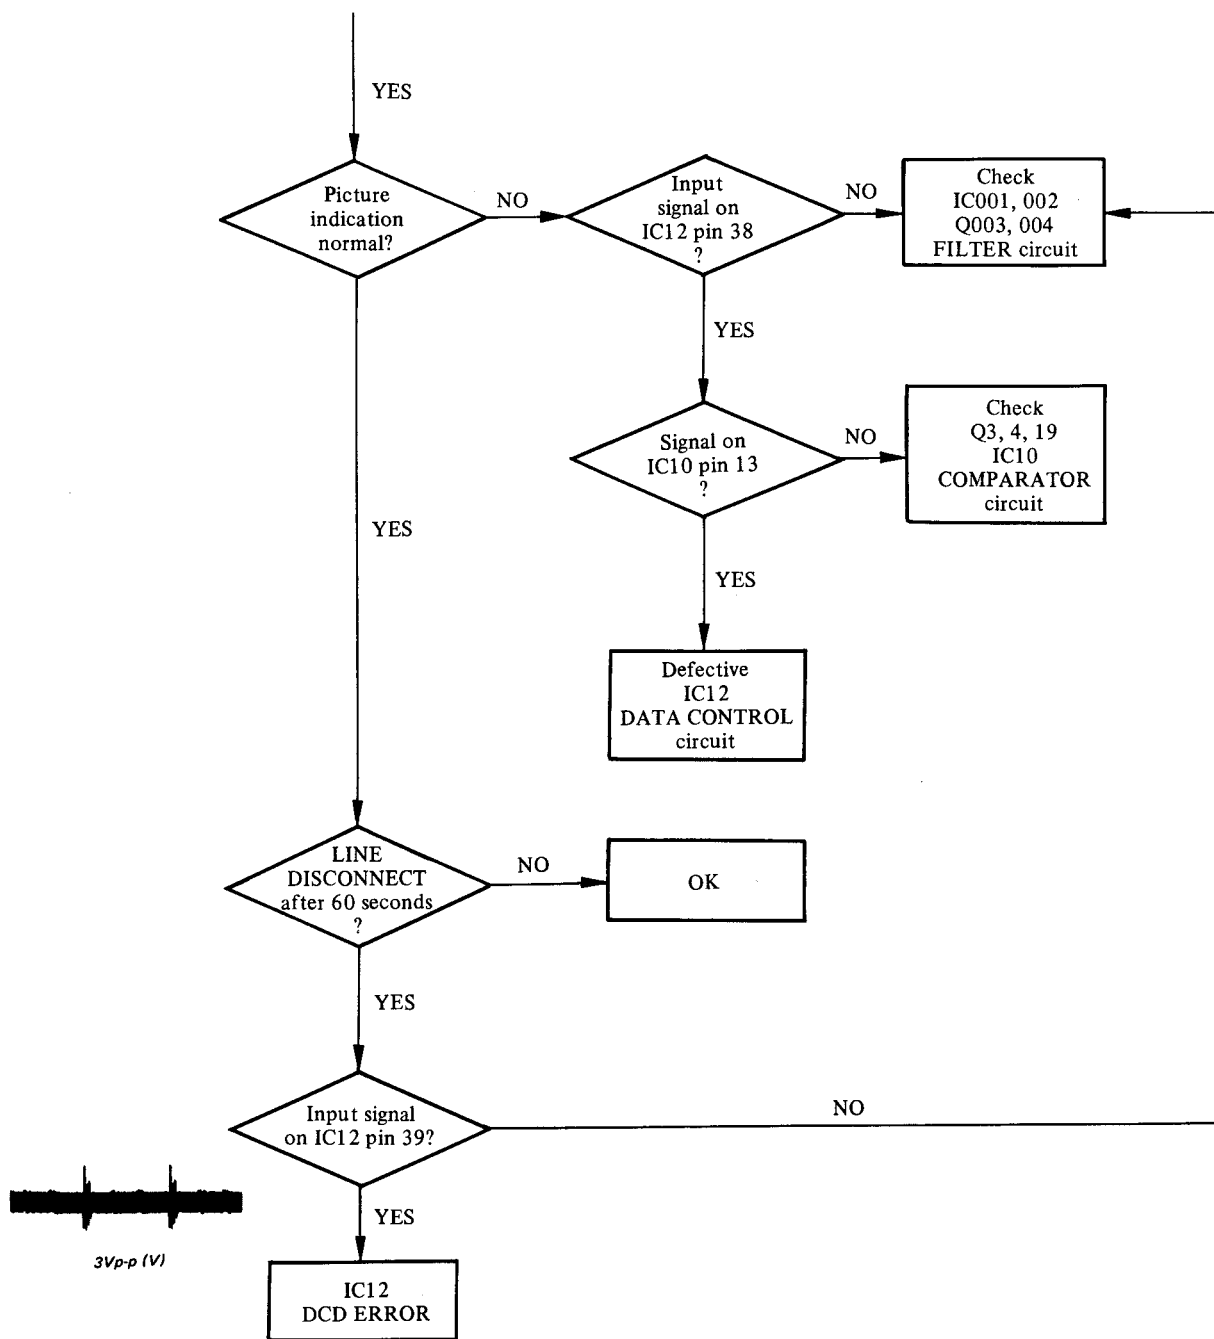 YES
Picture
indication
normal?
NO
Input
signal on
IC12 pin 38
?
NO
Check
IC001, 002
Q003, 004
FILTER circuit
YES
Signal on
IC10 pin 13
?
NO
Check
Q3, 4, 19
IC10
COMPARATOR
circuit
YES
YES
Defective
IC12
DATA CONTROL
circuit
LINE
DISCONNECT
after 60 seconds
?
NO
OK
YES
Input signal
on IC12 pin 39?
NO
YES
3Vp-p (V)
IC12
DCD ERROR